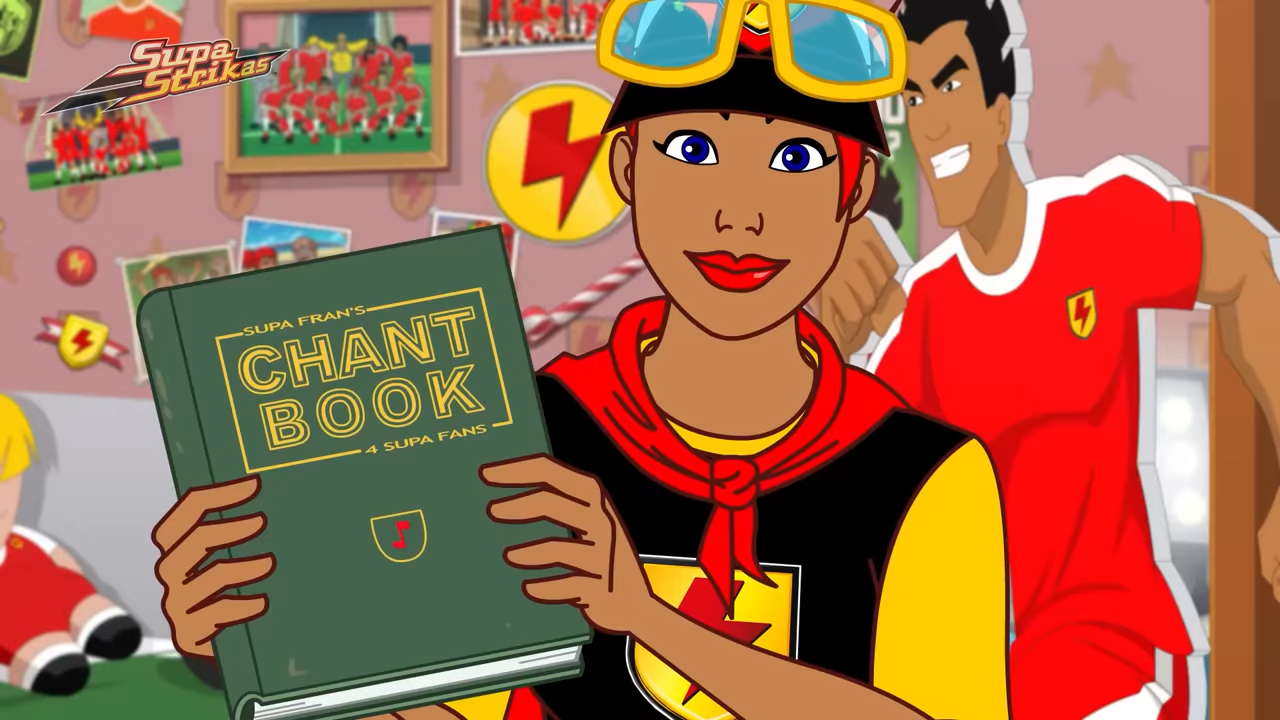 Supa
Strikas
SUPA FRAN'S
CHANT
BOOK
4 SUPA FANS